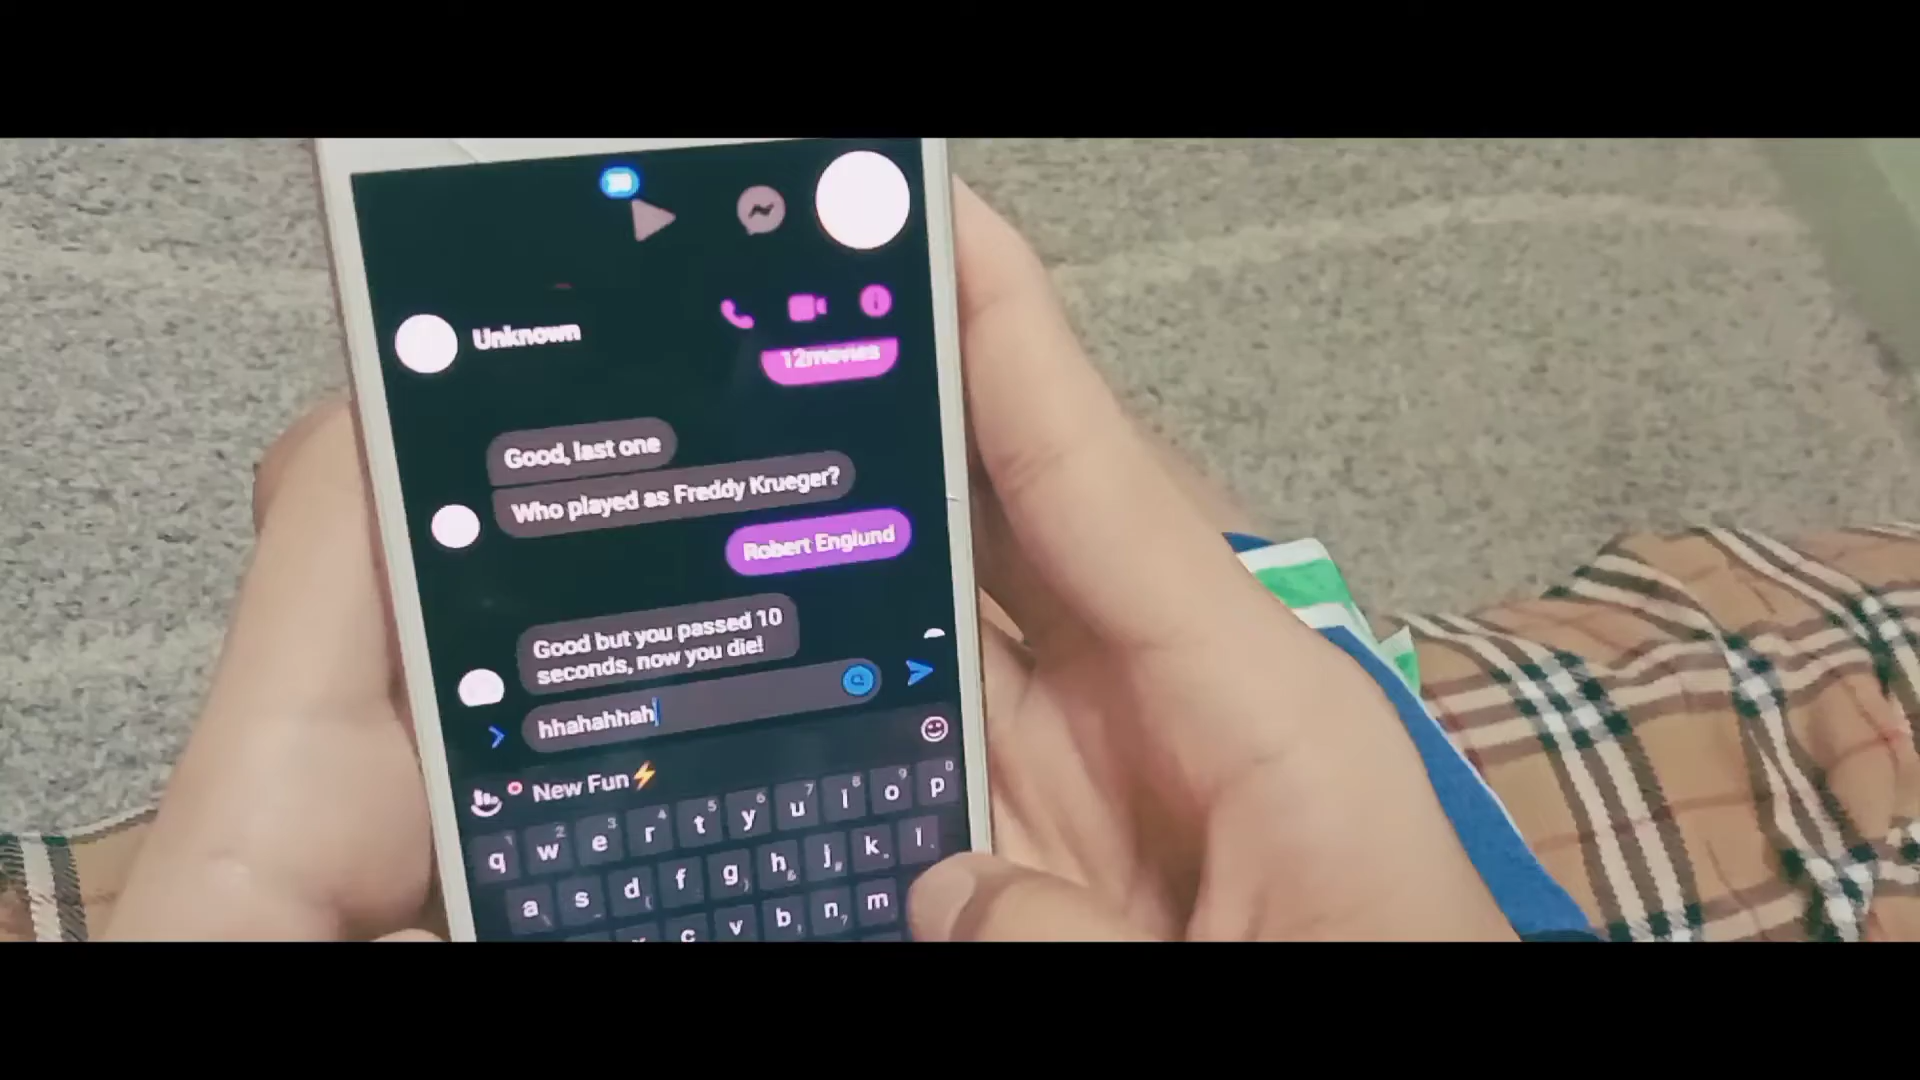 Unknown
12movies
Good, last one
Who played as Freddy Krueger?
Robert Englund
Good but you passed 10
seconds, now you die!
hhahahhah
New Fun⚡
q w e r t y u i o p
a s d f g h j k l
c v b n m